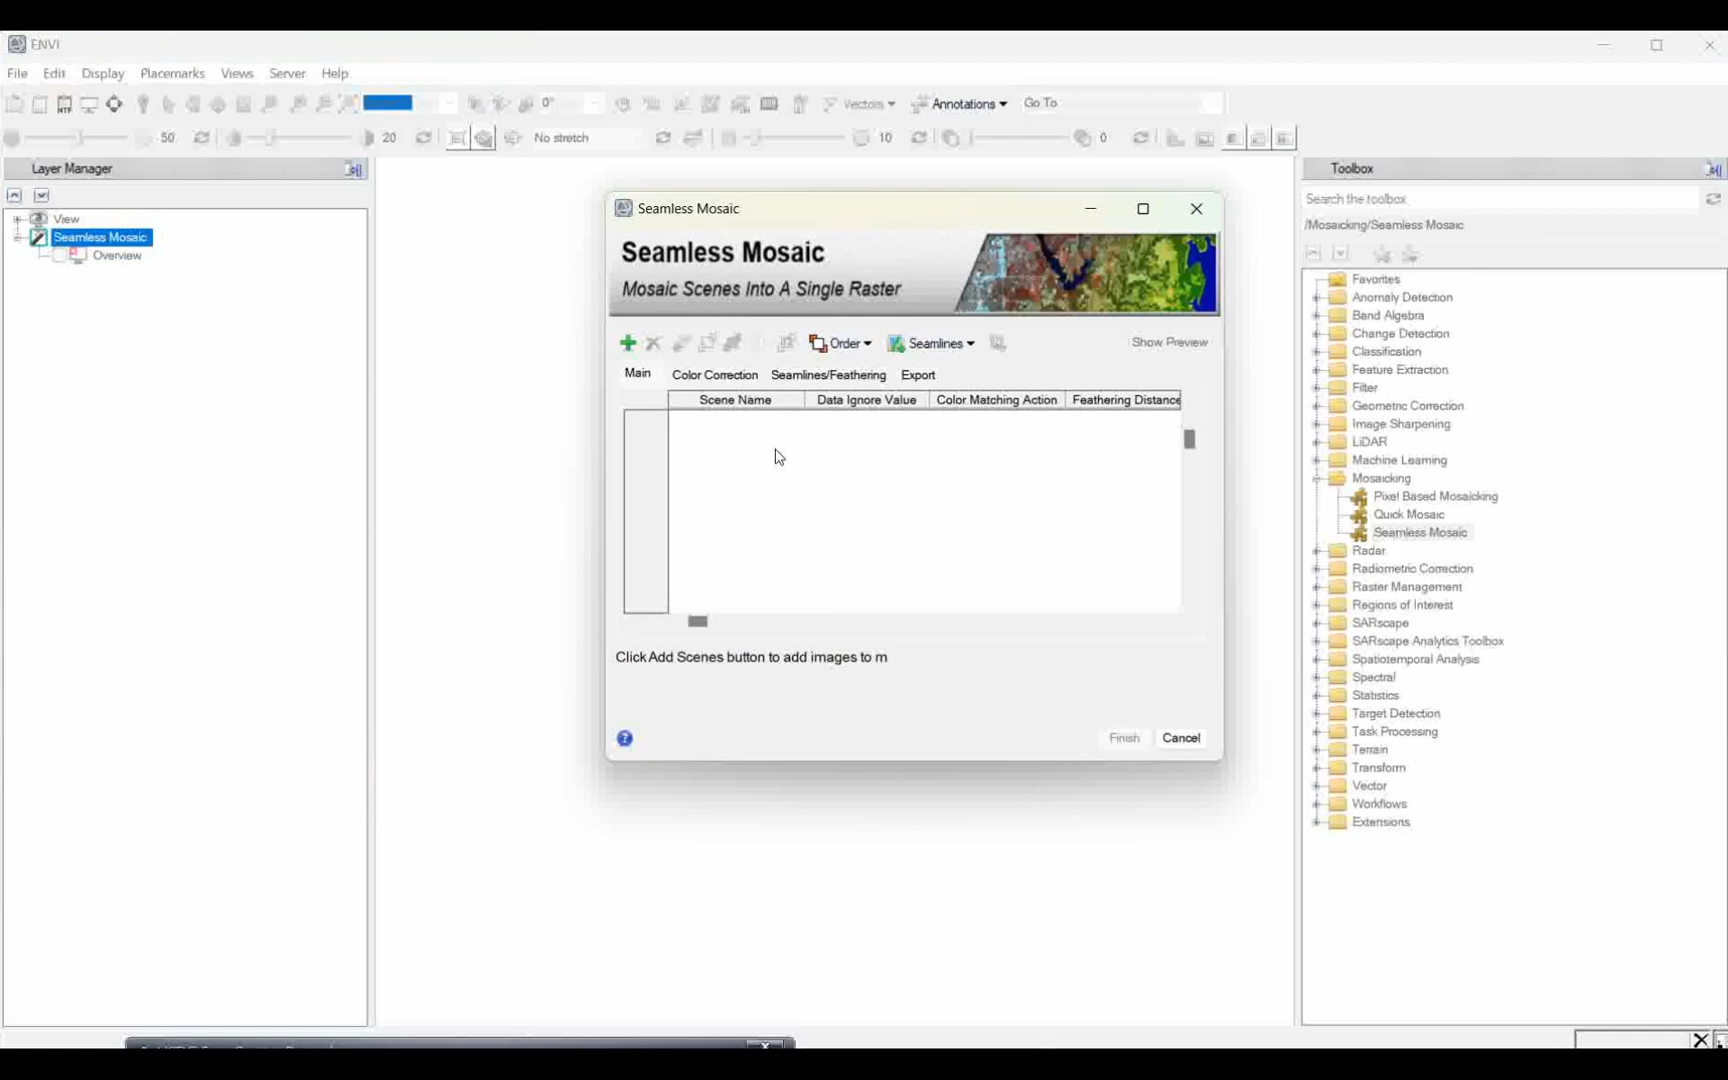 ENVI
File Edit Display Placemarks Views Server Help
0° Vectors Annotations Go To
50 20 No stretch 10 0
Layer Manager
View
Seamless Mosaic
Overview
Seamless Mosaic
Seamless Mosaic
Mosaic Scenes Into A Single Raster
Order Seamlines Show Preview
Main Color Correction Seamlines/Feathering Export
Scene Name Data Ignore Value Color Matching Action Feathering Distance
Click Add Scenes button to add images to m
Finish Cancel
Toolbox
Search the toolbox
/Mosaicking/Seamless Mosaic
Favorites
Anomaly Detection
Band Algebra
Change Detection
Classification
Feature Extraction
Filter
Geometric Correction
Image Sharpening
LiDAR
Machine Learning
Mosaicking
Pixel Based Mosaicking
Quick Mosaic
Seamless Mosaic
Radar
Radiometric Correction
Raster Management
Regions of Interest
SARscape
SARscape Analytics Toolbox
Spatiotemporal Analysis
Spectral
Statistics
Target Detection
Task Processing
Terrain
Transform
Vector
Workflows
Extensions